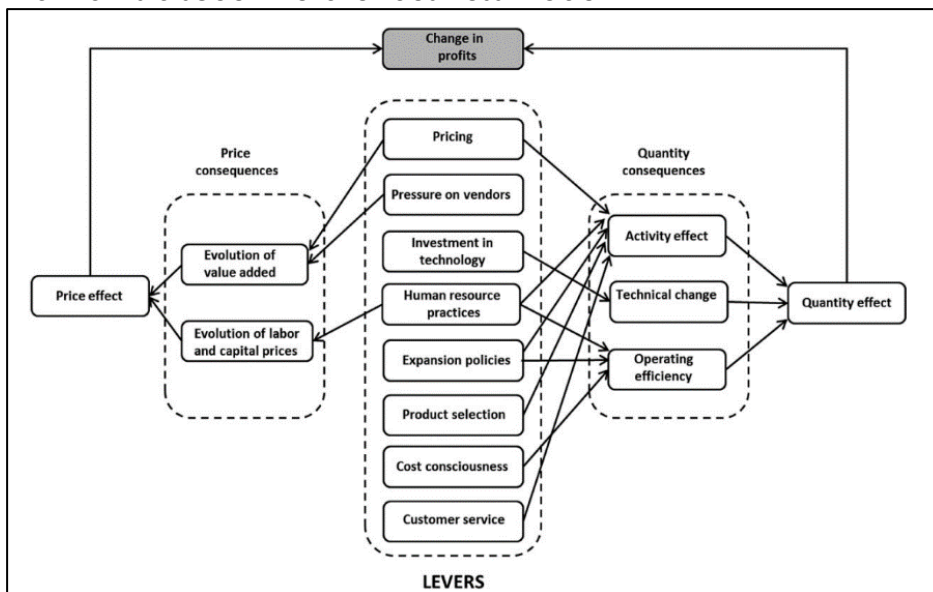 Change in
profits
Price
consequences
Pricing
Quantity
consequences
Pressure on vendors
Evolution of
value added
Investment in
technology
Activity effect
Price effect
Human resource
practices
Technical change
Quantity effect
Evolution of labor
and capital prices
Expansion policies
Operating
efficiency
Product selection
Cost consciousness
Customer service
LEVERS